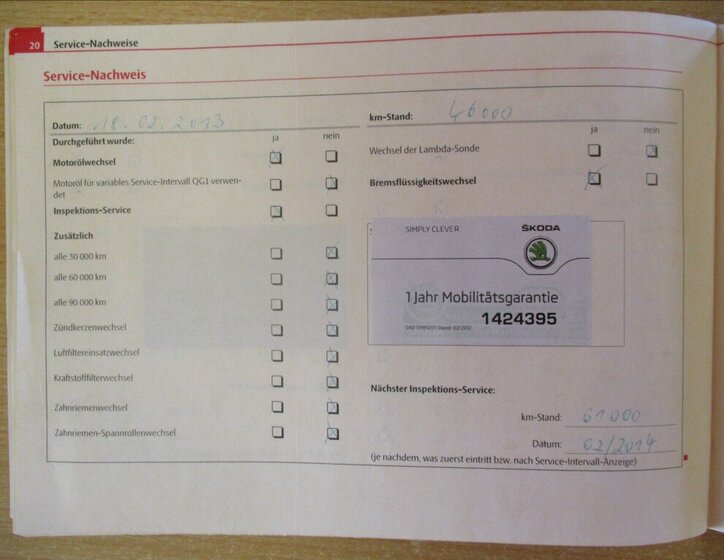 20 Service-Nachweise
Service-Nachweis
Datum: 18.02.2013
Durchgeführt wurde: ja nein
Motorölwechsel
Motoröl für variables Service-Intervall QG1 verwen-
det
Inspektions-Service
Zusätzlich
alle 30 000 km
alle 60 000 km
alle 90 000 km
Zündkerzenwechsel
Luftfiltereinsatzwechsel
Kraftstofffilterwechsel
Zahnriemenwechsel
Zahnriemen-Spannrollenwechsel
km-Stand: 46000
ja nein
Wechsel der Lambda-Sonde
Bremsflüssigkeitswechsel
SIMPLY CLEVER ŠKODA
1 Jahr Mobilitätsgarantie
1424395
Stand: 02/2012
Nächster Inspektions-Service:
km-Stand: 61000
Datum: 02/2014
(je nachdem, was zuerst eintritt bzw. nach Service-Intervall-Anzeige)